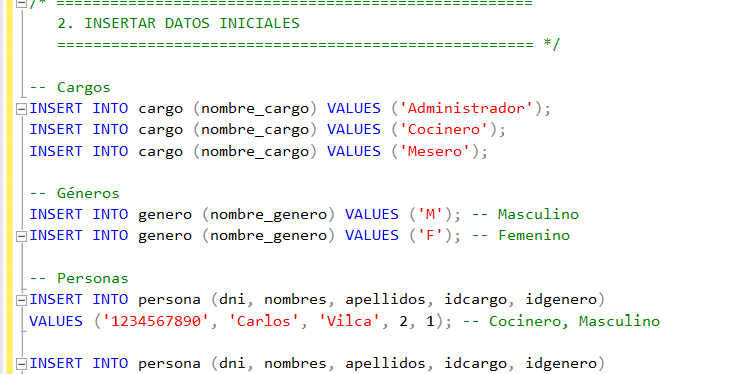 /* =====================================================
2. INSERTAR DATOS INICIALES
===================================================== */
-- Cargos
INSERT INTO cargo (nombre_cargo) VALUES ('Administrador');
INSERT INTO cargo (nombre_cargo) VALUES ('Cocinero');
INSERT INTO cargo (nombre_cargo) VALUES ('Mesero');
-- Géneros
INSERT INTO genero (nombre_genero) VALUES ('M'); -- Masculino
INSERT INTO genero (nombre_genero) VALUES ('F'); -- Femenino
-- Personas
INSERT INTO persona (dni, nombres, apellidos, idcargo, idgenero)
VALUES ('1234567890', 'Carlos', 'Vilca', 2, 1); -- Cocinero, Masculino
INSERT INTO persona (dni, nombres, apellidos, idcargo, idgenero)